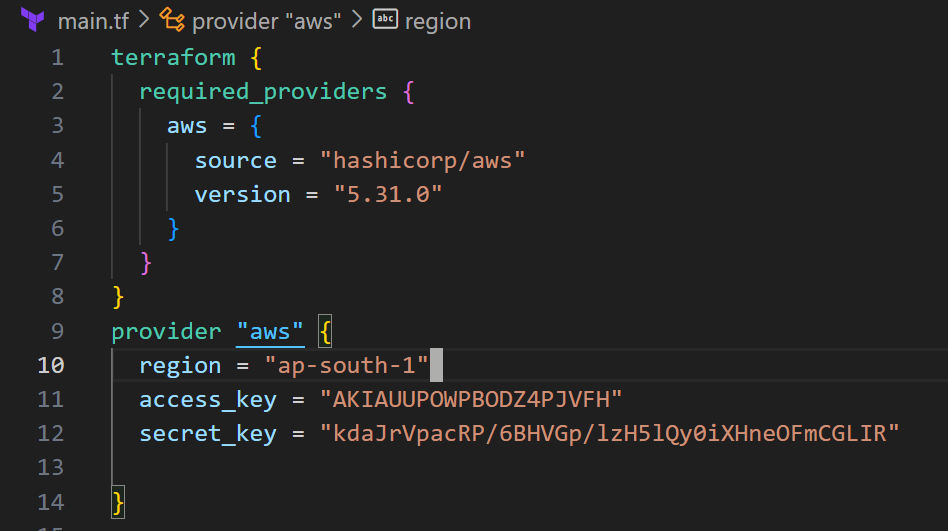 main.tf > provider "aws" > abc region
1 terraform {
2 required_providers {
3 aws = {
4 source = "hashicorp/aws"
5 version = "5.31.0"
6 }
7 }
8 }
9 provider "aws" {
10 region = "ap-south-1"
11 access_key = "AKIAUUPOWPBODZ4PJVFH"
12 secret_key = "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"
13
14 }